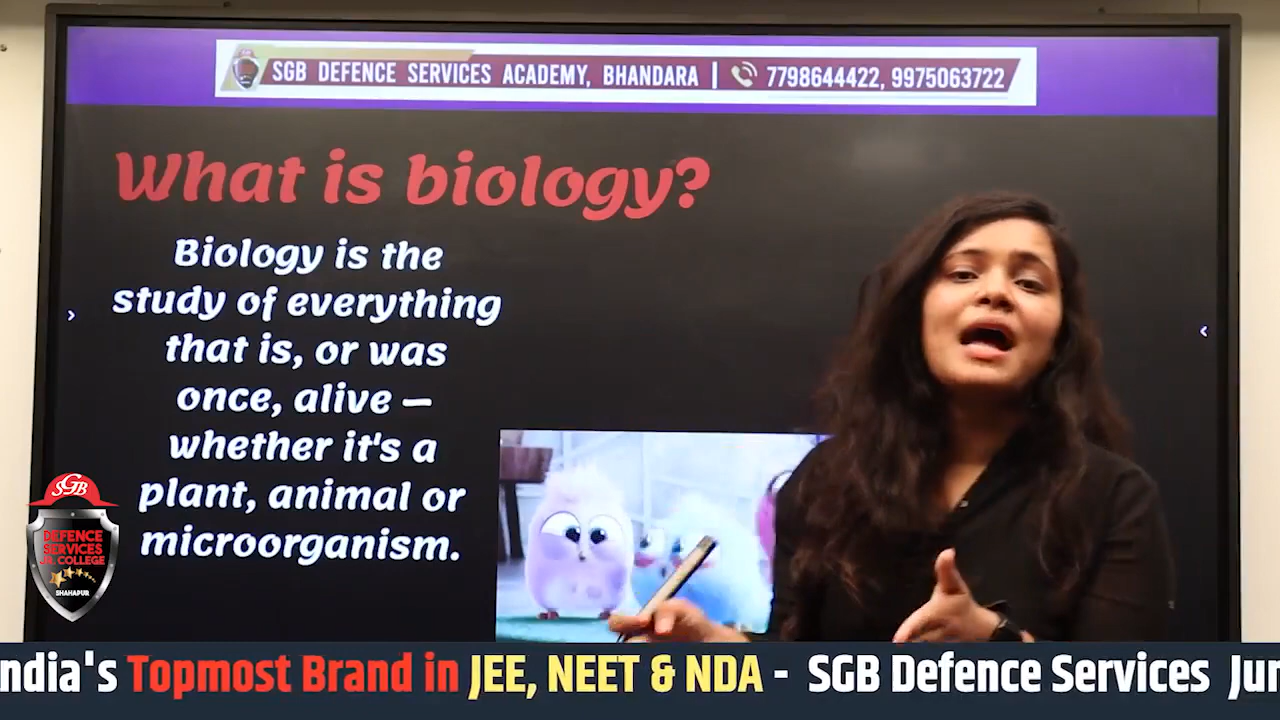 SGB DEFENCE SERVICES ACADEMY, BHANDARA | 7798644422, 9975063722
What is biology?
Biology is the
study of everything
that is, or was
once, alive —
whether it's a
plant, animal or
microorganism.
SGB
DEFENCE
SERVICES
JR. COLLEGE
SHAHAPUR
ndia's Topmost Brand in JEE, NEET & NDA - SGB Defence Services Jun